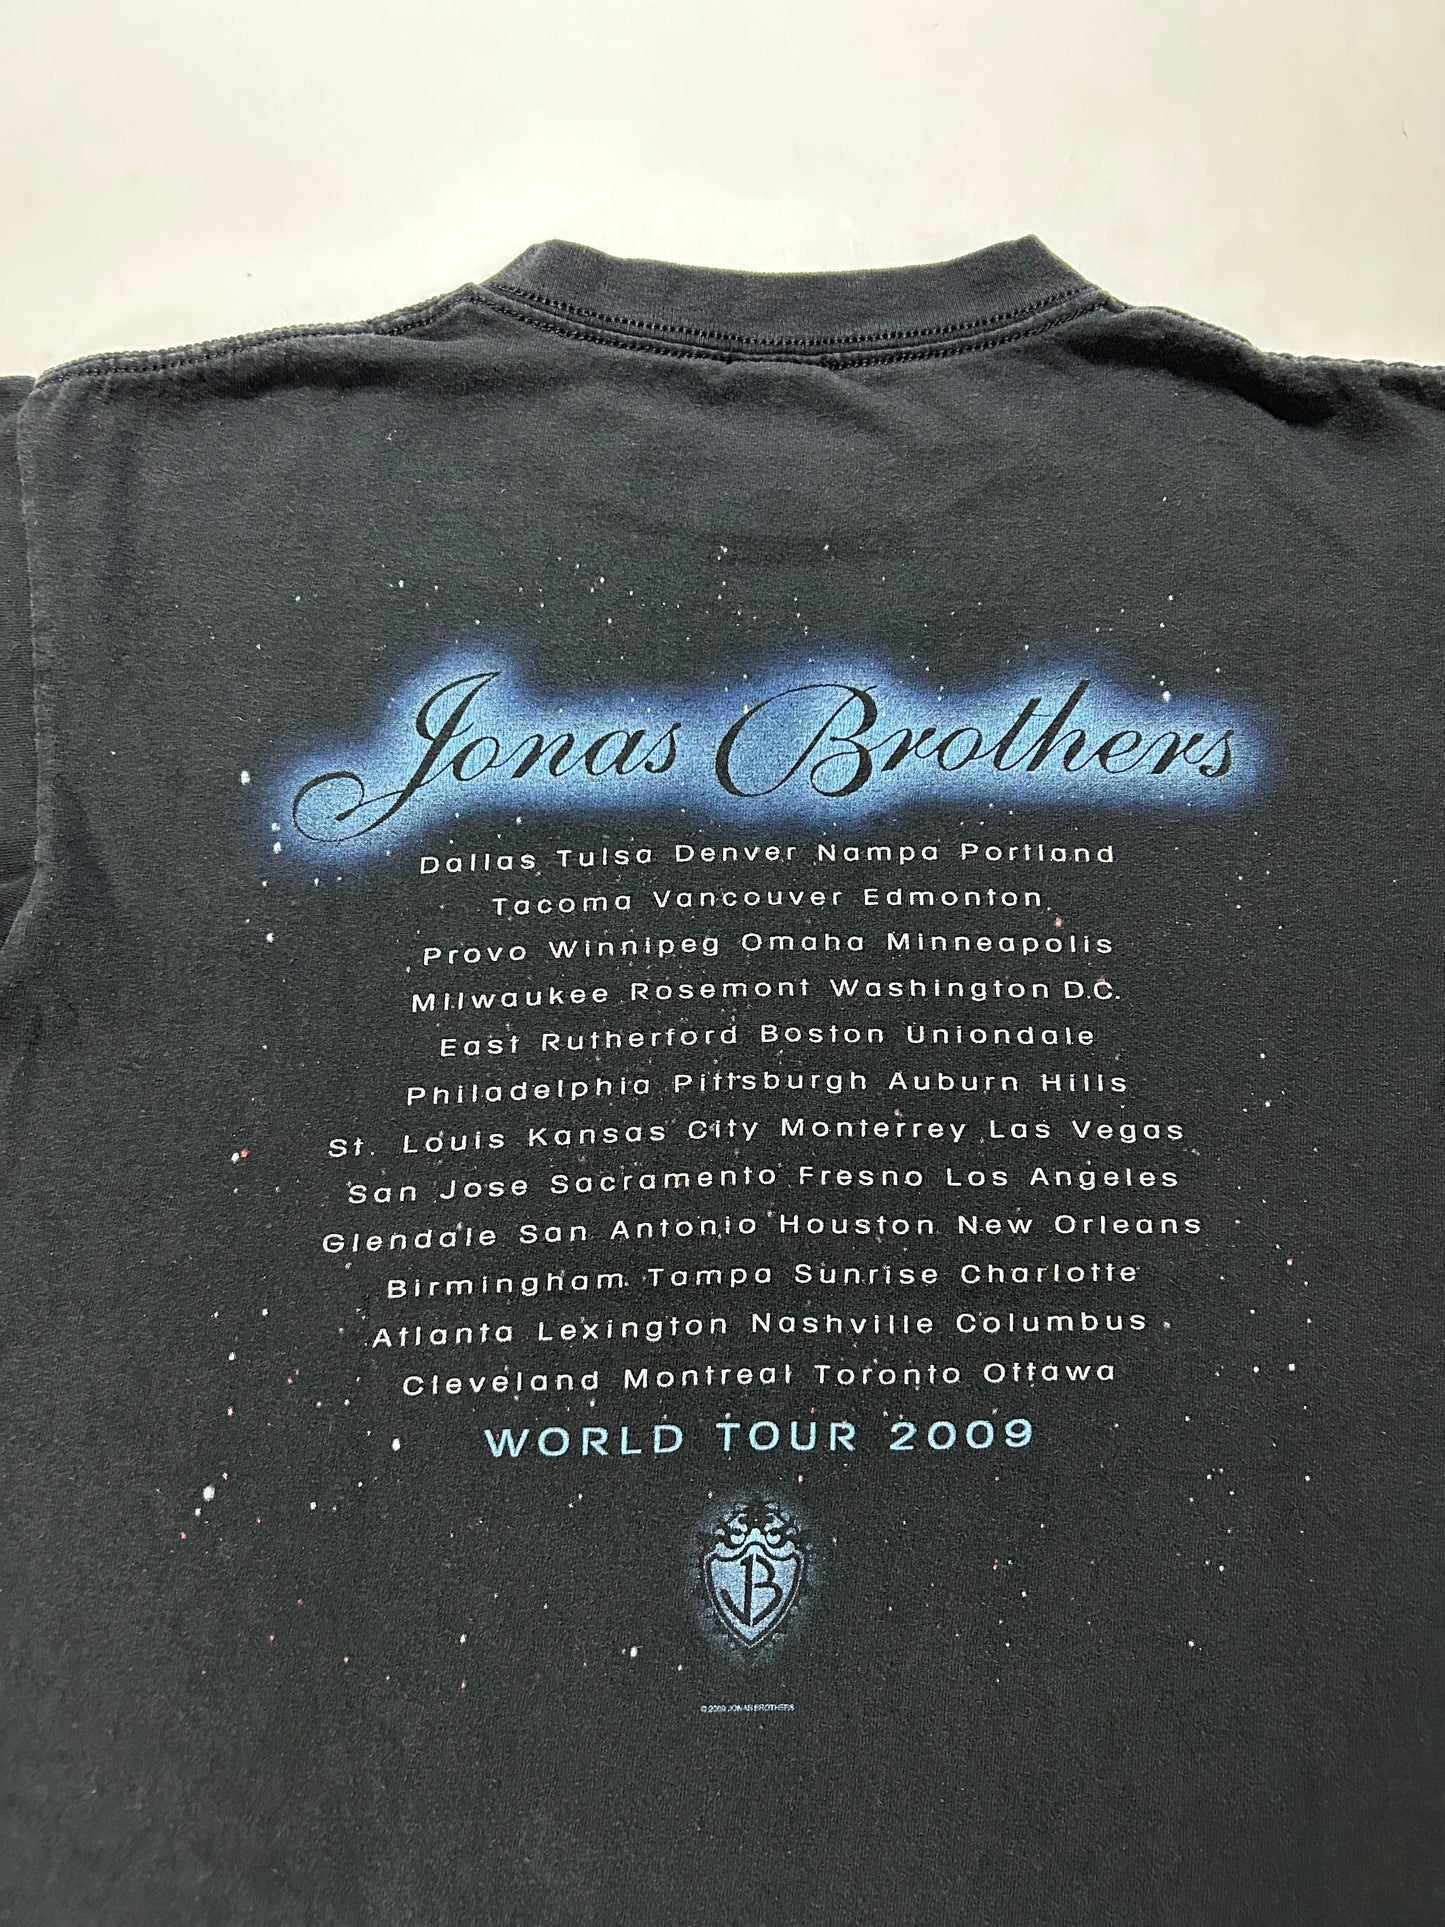 Jonas Brothers
Dallas Tulsa Denver Nampa Portland
Tacoma Vancouver Edmonton
Provo Winnipeg Omaha Minneapolis
Milwaukee Rosemont Washington D.C.
East Rutherford Boston Uniondale
Philadelphia Pittsburgh Auburn Hills
St. Louis Kansas City Monterrey Las Vegas
San Jose Sacramento Fresno Los Angeles
Glendale San Antonio Houston New Orleans
Birmingham Tampa Sunrise Charlotte
Atlanta Lexington Nashville Columbus
Cleveland Montreal Toronto Ottawa
WORLD TOUR 2009
JB
© 2009 JONAS BROTHERS